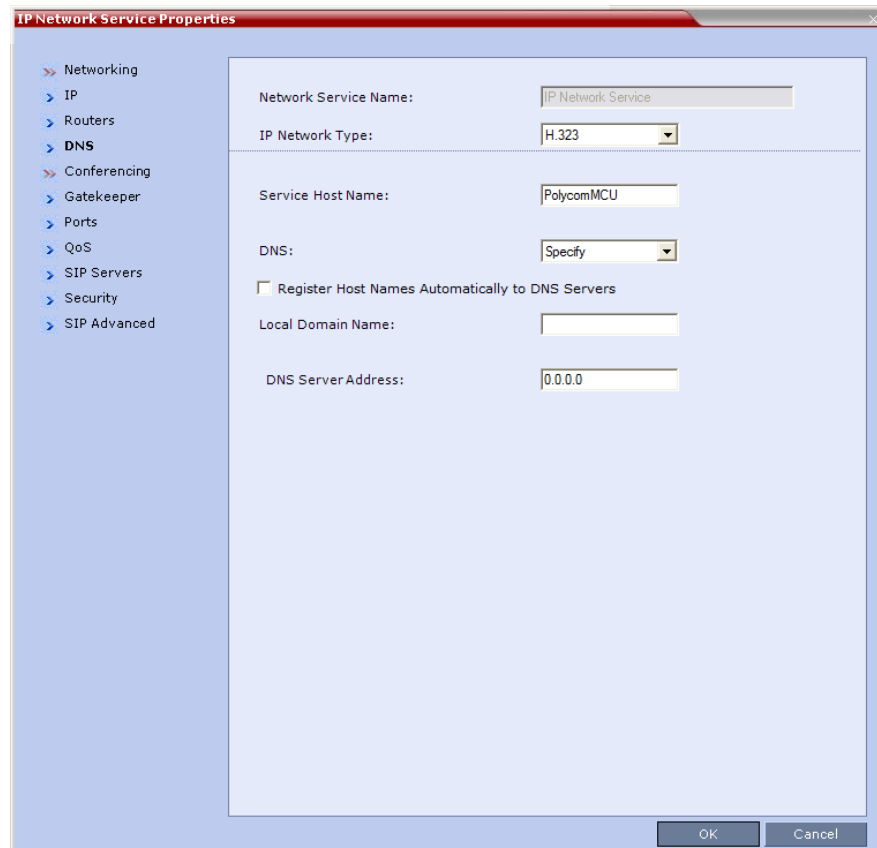 IP Network Service Properties
Networking
IP
Routers
DNS
Conferencing
Gatekeeper
Ports
QoS
SIP Servers
Security
SIP Advanced
Network Service Name: IP Network Service
IP Network Type: H.323
Service Host Name: PolycomMCU
DNS: Specify
Register Host Names Automatically to DNS Servers
Local Domain Name:
DNS Server Address: 0.0.0.0
OK Cancel